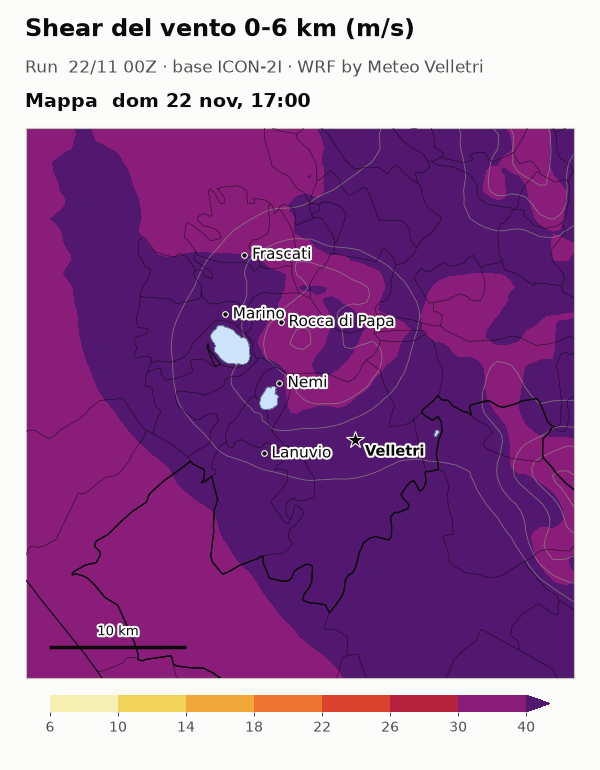 Shear del vento 0-6 km (m/s)
Run  22/11 00Z · base ICON-2I · WRF by Meteo Velletri
Mappa  dom 22 nov, 17:00
Frascati
Marino
Rocca di Papa
Nemi
Lanuvio
Velletri
10 km
6 10 14 18 22 26 30 40